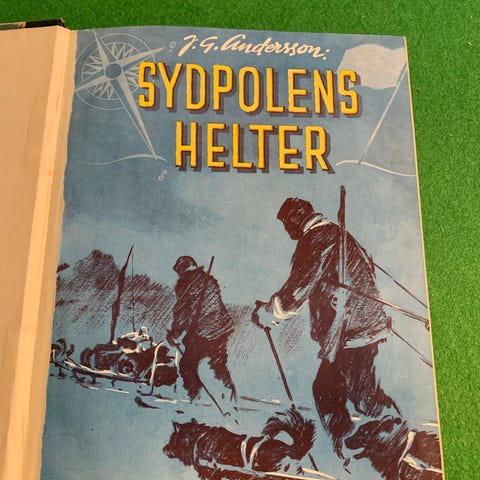 J. G. Andersson:
SYDPOLENS
HELTER